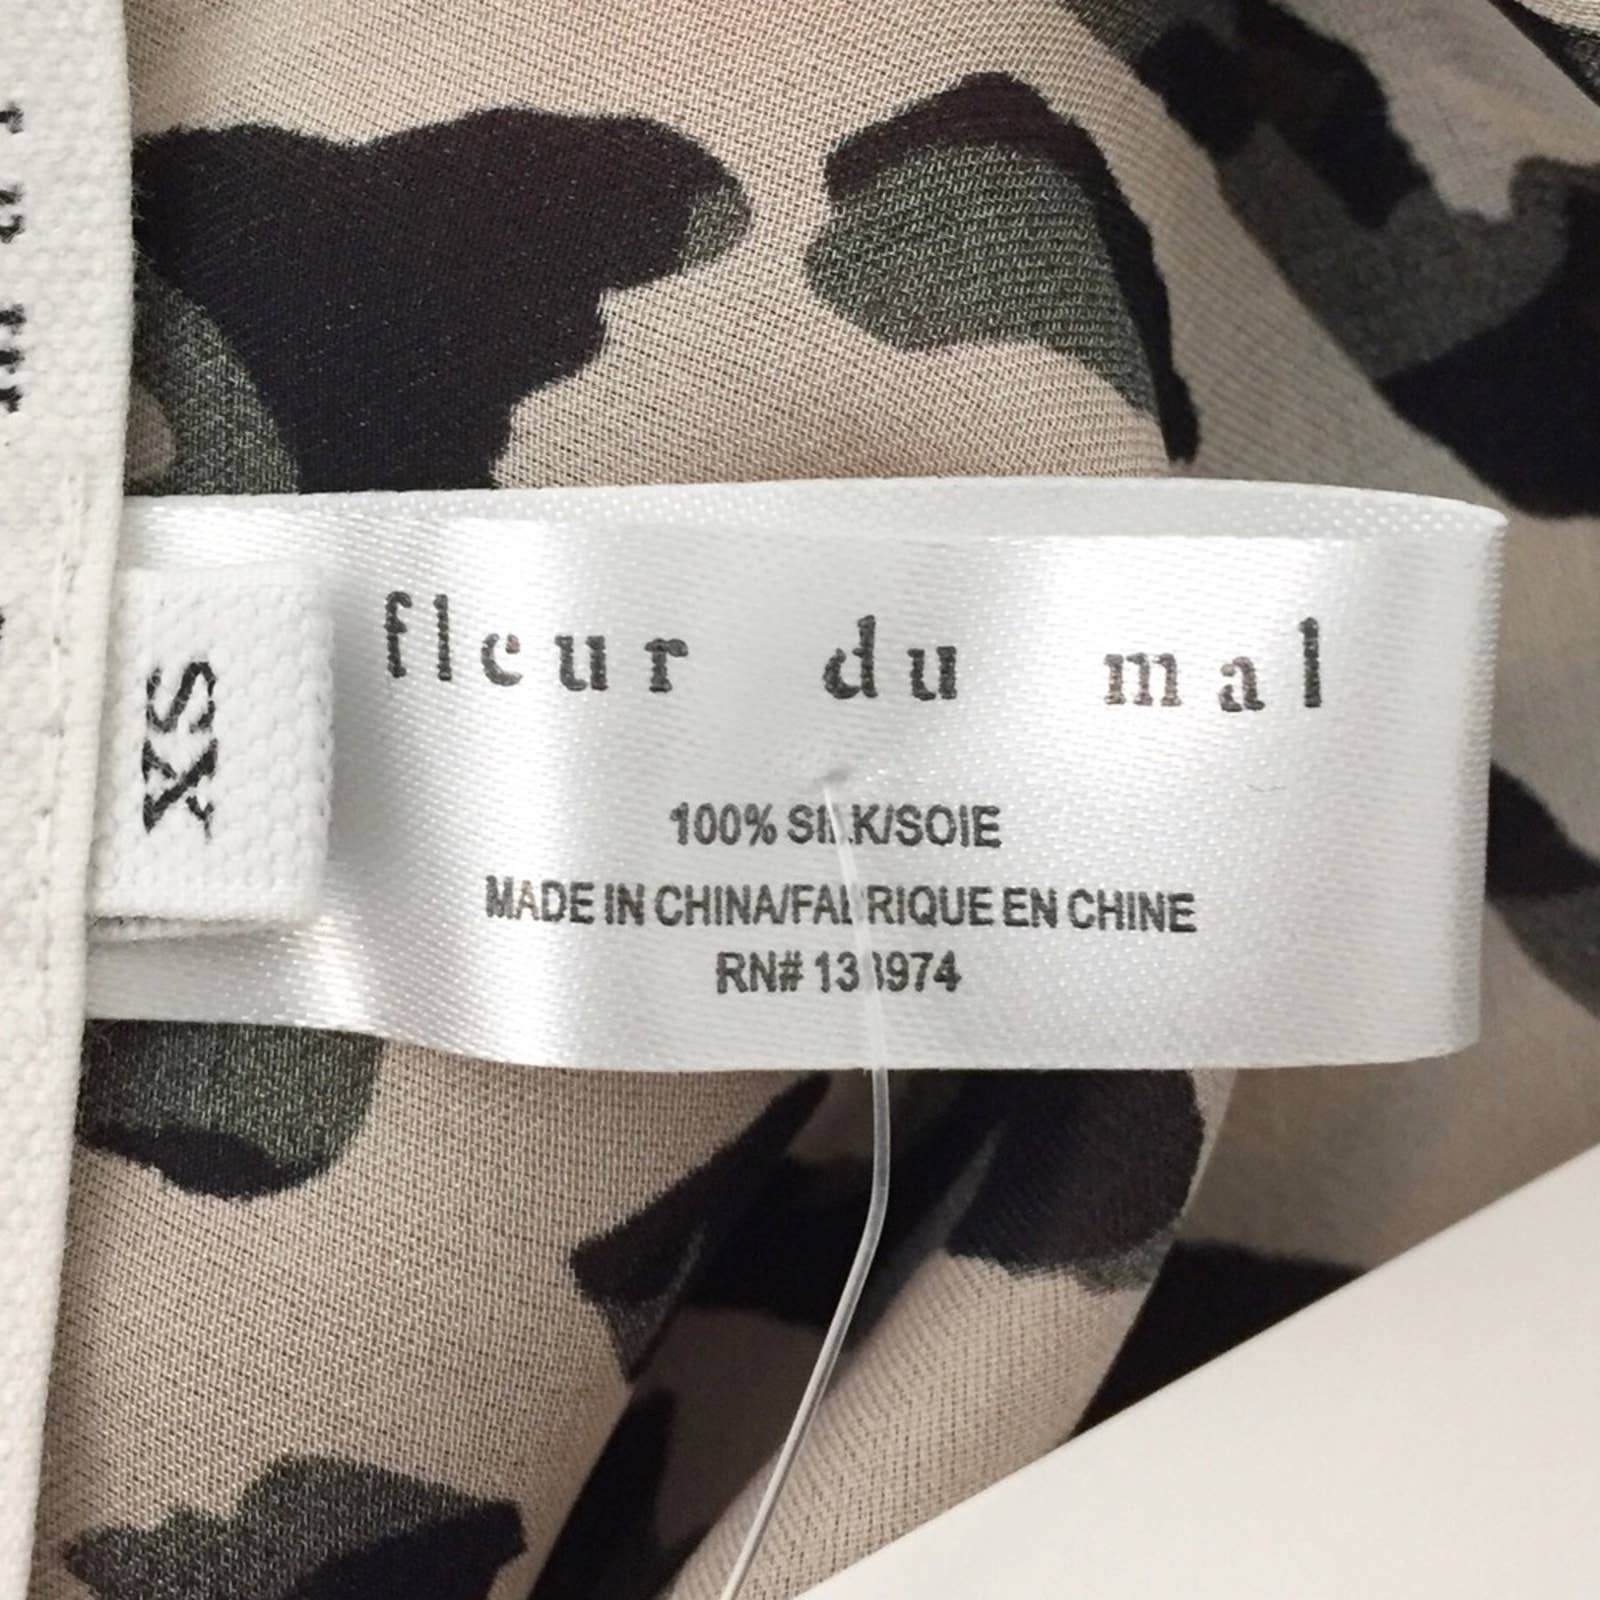 XS
fleur du mal
100% SILK/SOIE
MADE IN CHINA/FABRIQUE EN CHINE
RN#